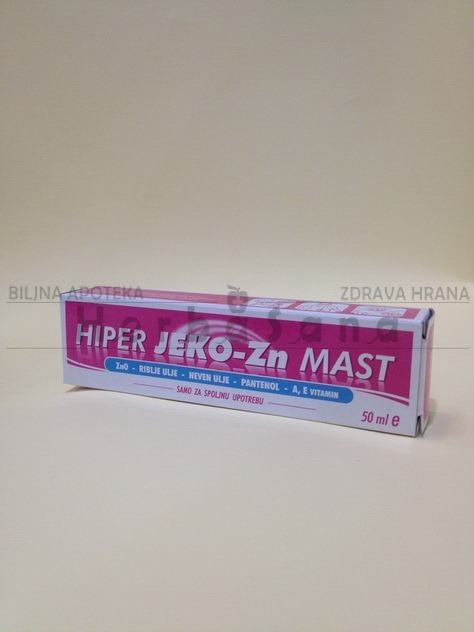 BILJNA APOTEKA
ZDRAVA HRANA
HerbaSana
HIPER JEKO-Zn MAST
ZnO - RIBLJE ULJE - NEVEN ULJE - PANTENOL - A, E VITAMIN
SAMO ZA SPOLJNU UPOTREBU
50 ml e